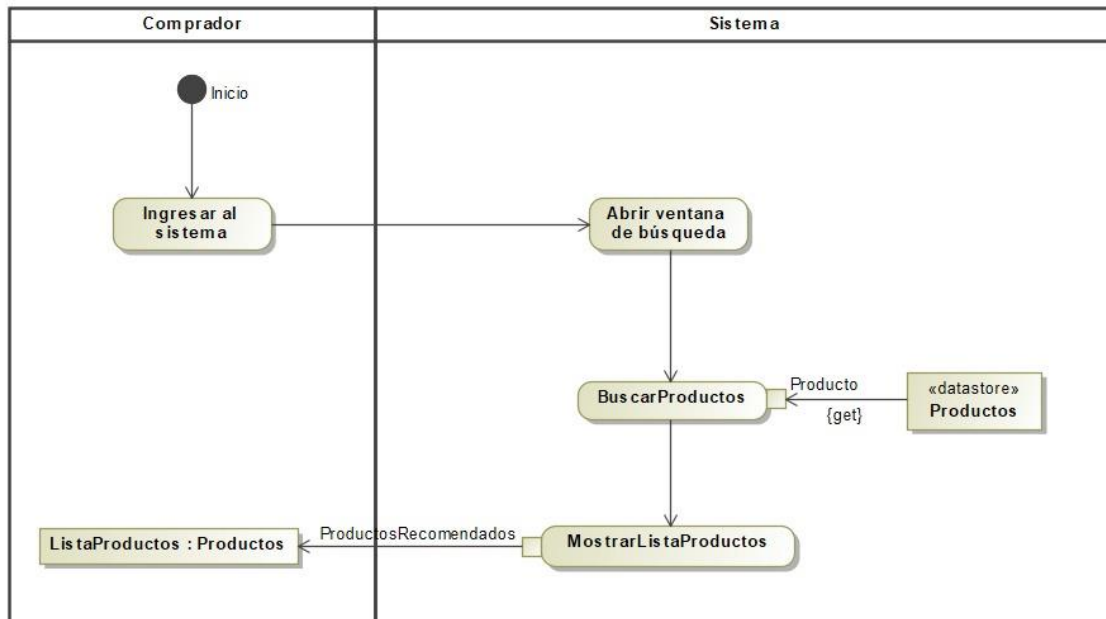 Comprador
Sistema
Inicio
Ingresar al
sistema
Abrir ventana
de búsqueda
BuscarProductos
Producto
{get}
«datastore»
Productos
ListaProductos : Productos
ProductosRecomendados
MostrarListaProductos